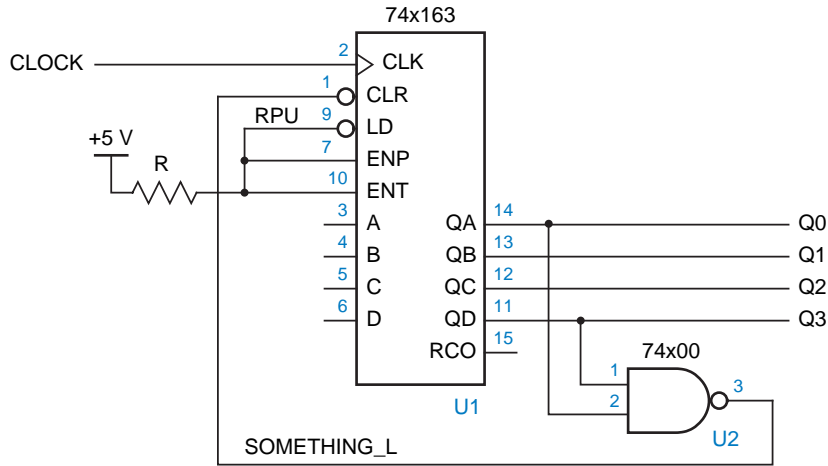 74x163
CLOCK
2
CLK
1
CLR
RPU
9
LD
+5 V
7
ENP
R
10
ENT
3
A
QA
14
Q0
4
B
QB
13
Q1
5
C
QC
12
Q2
6
D
QD
11
Q3
RCO
15
74x00
1
2
3
U1
U2
SOMETHING_L